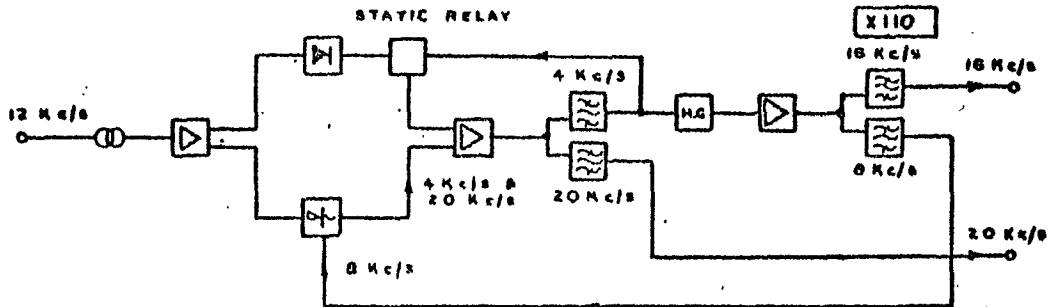 STATIC RELAY
X110
16 Kc/s
16 Kc/s
4 Kc/s
12 Kc/s
H.G
4 Kc/s &
20 Kc/s
20 Kc/s
8 Kc/s
20 Kc/s
8 Kc/s